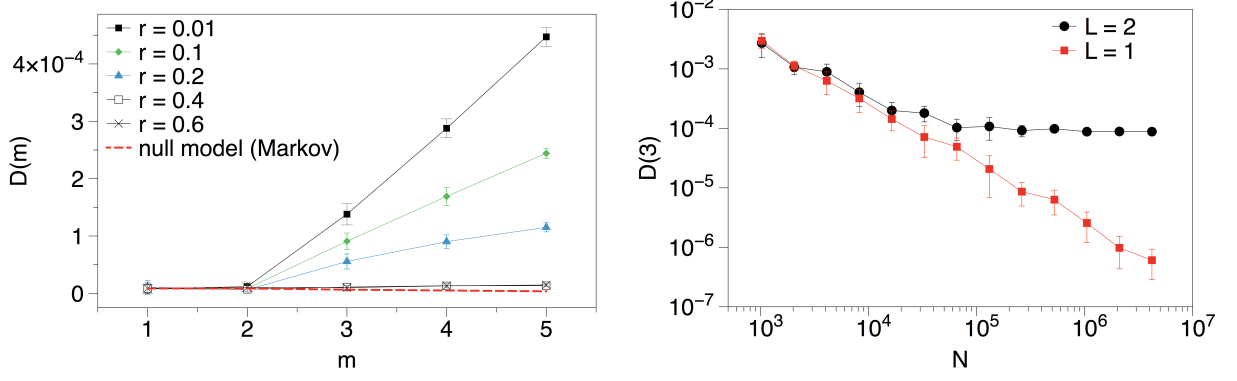 r = 0.01
r = 0.1
r = 0.2
r = 0.4
r = 0.6
null model (Markov)
4×10⁻⁴
3
2
1
0
D(m)
1 2 3 4 5
m
L = 2
L = 1
10⁻²
10⁻³
10⁻⁴
10⁻⁵
10⁻⁶
10⁻⁷
D(3)
10³ 10⁴ 10⁵ 10⁶ 10⁷
N